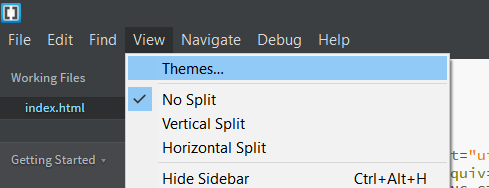 File Edit Find View Navigate Debug Help
Working Files
Themes...
index.html
No Split
Vertical Split
Horizontal Split
t="u
Getting Started
quiv=
Hide Sidebar Ctrl+Alt+H